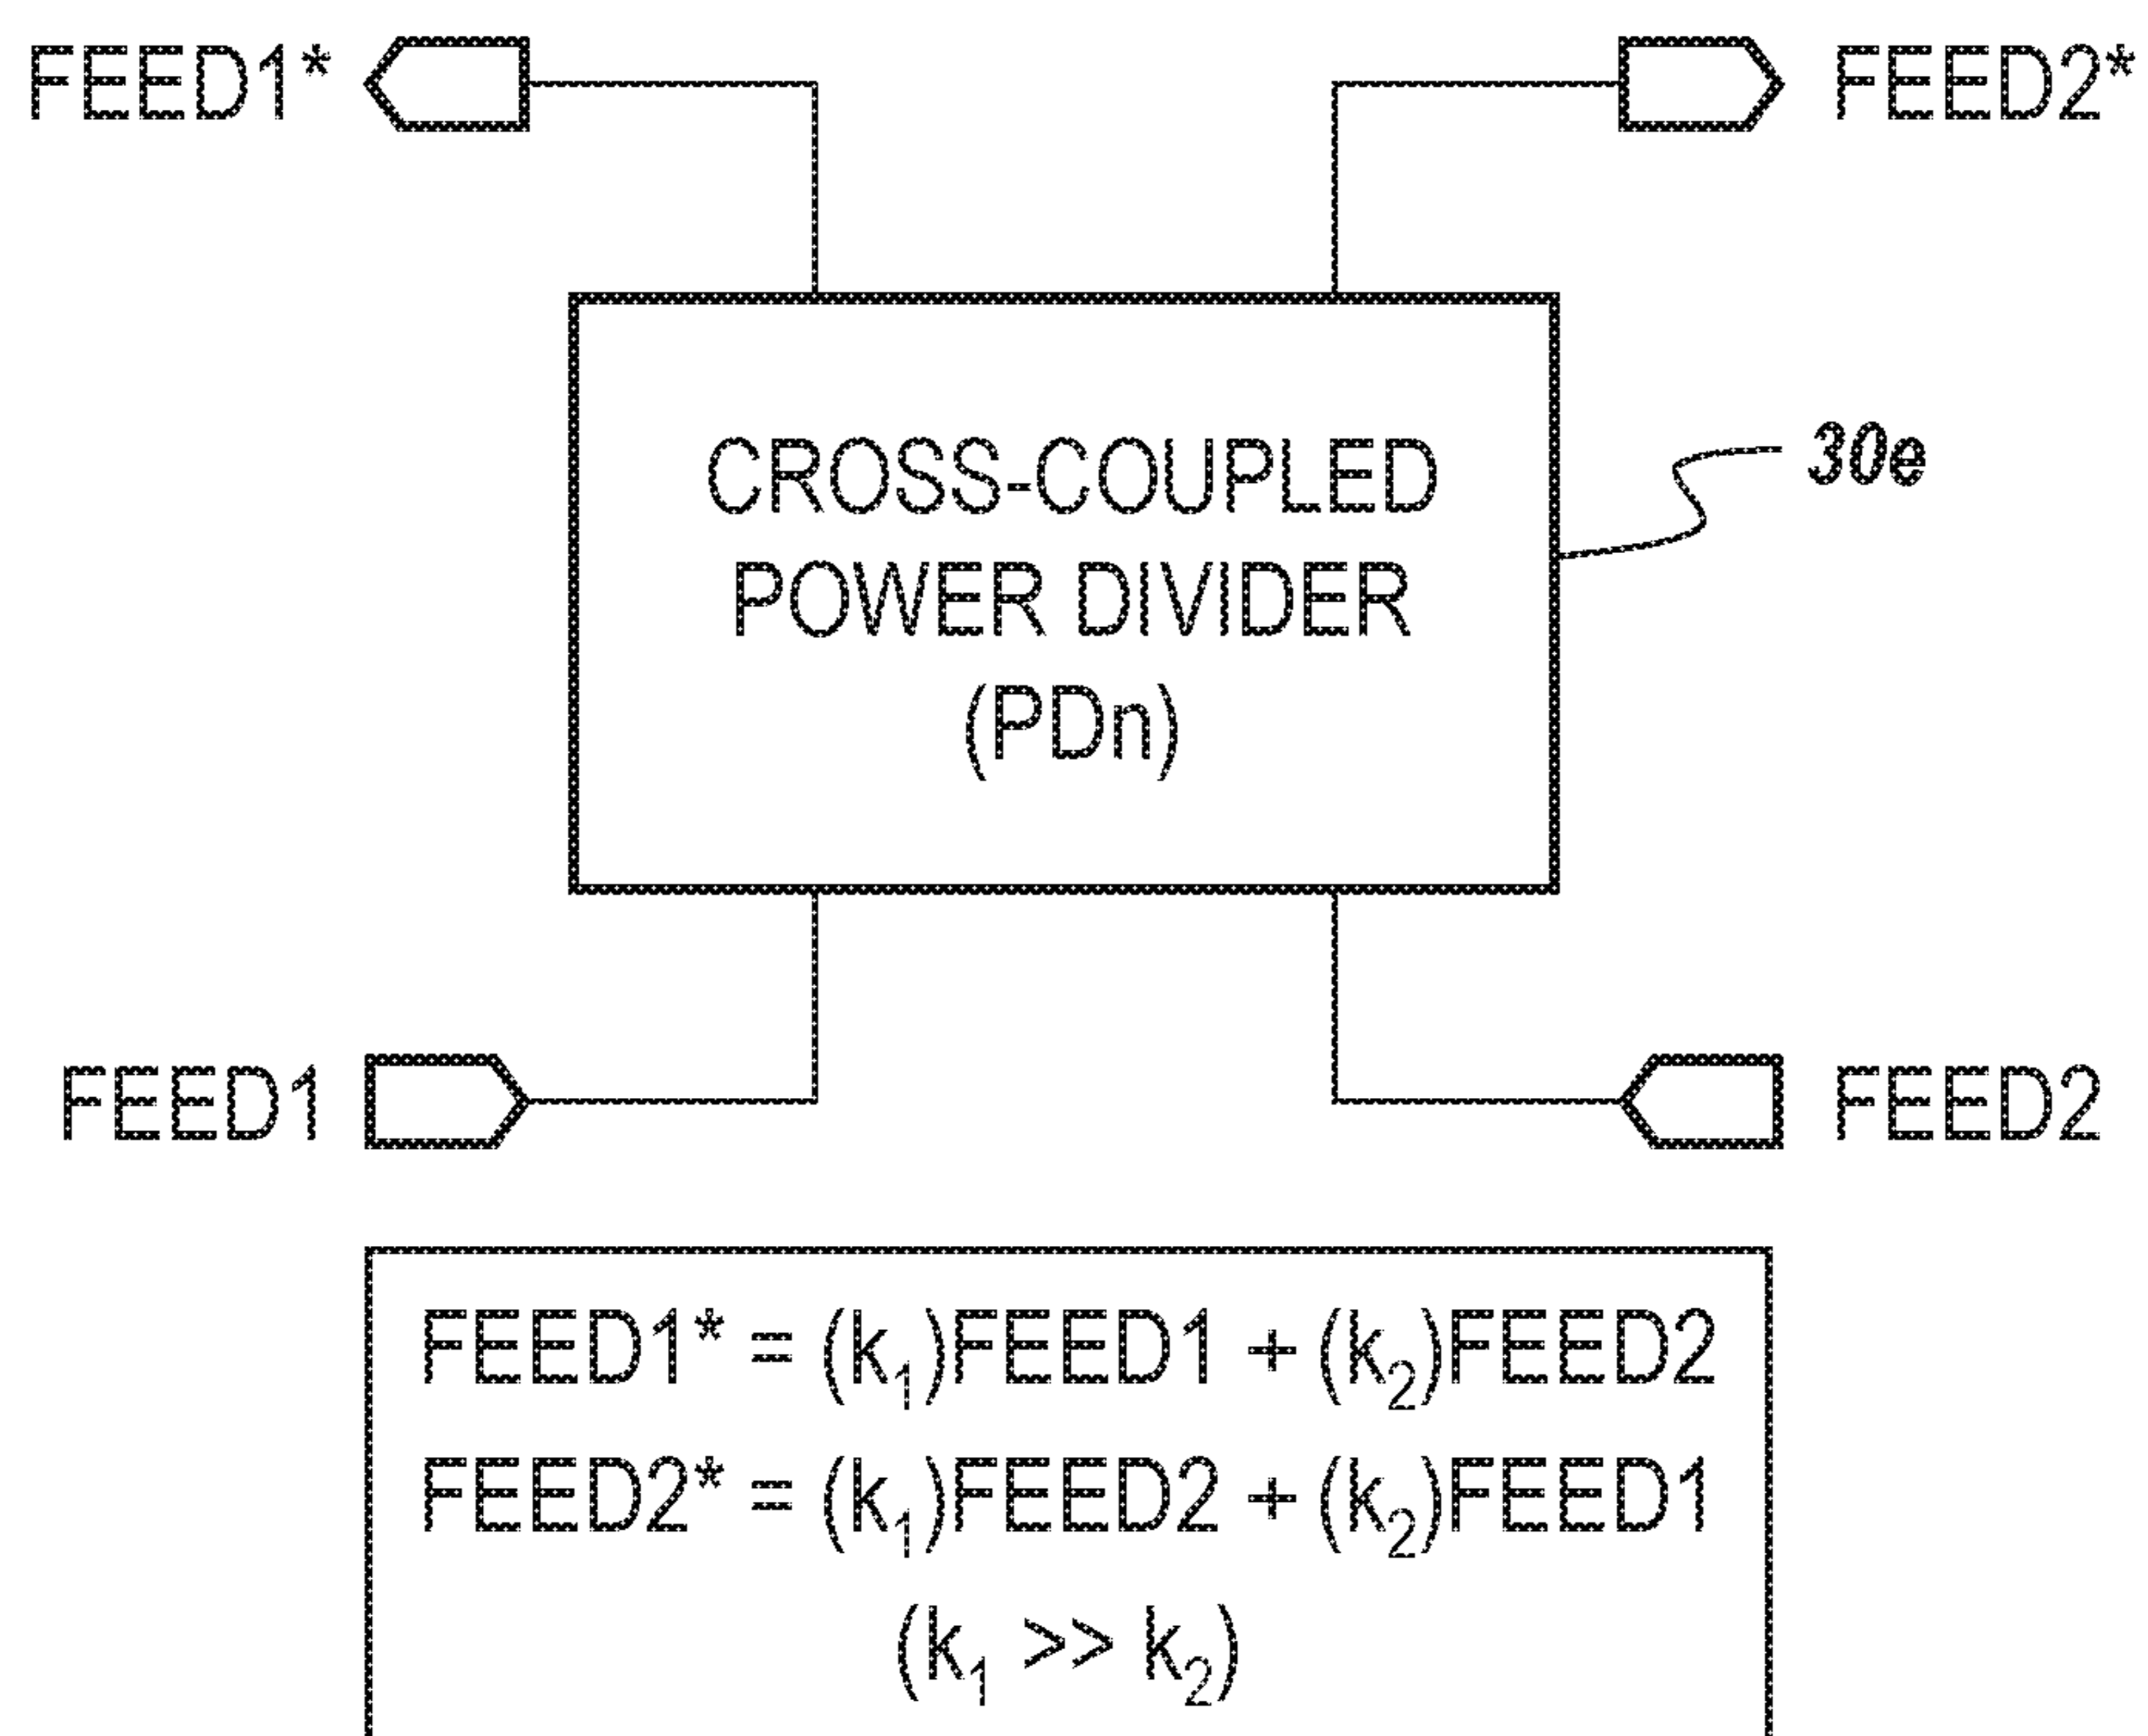 FEED1*
FEED2*
CROSS-COUPLED
POWER DIVIDER
(PDn)
30e
FEED1
FEED2
FEED1* = (k₁)FEED1 + (k₂)FEED2
FEED2* = (k₁)FEED2 + (k₂)FEED1
(k₁ >> k₂)